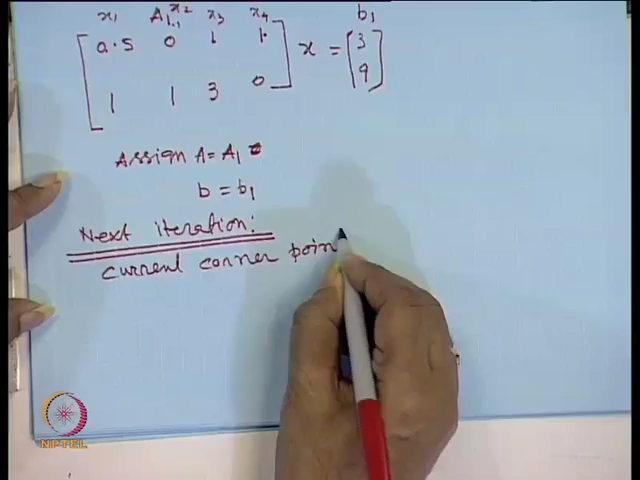 x₁ A₁,₁ x₂ x₃ x₄ b₁
0.5 0 1 1 x = 3
1 1 3 0 9
Assign A = A₁
b = b₁
Next iteration:
current corner poin
NPTEL